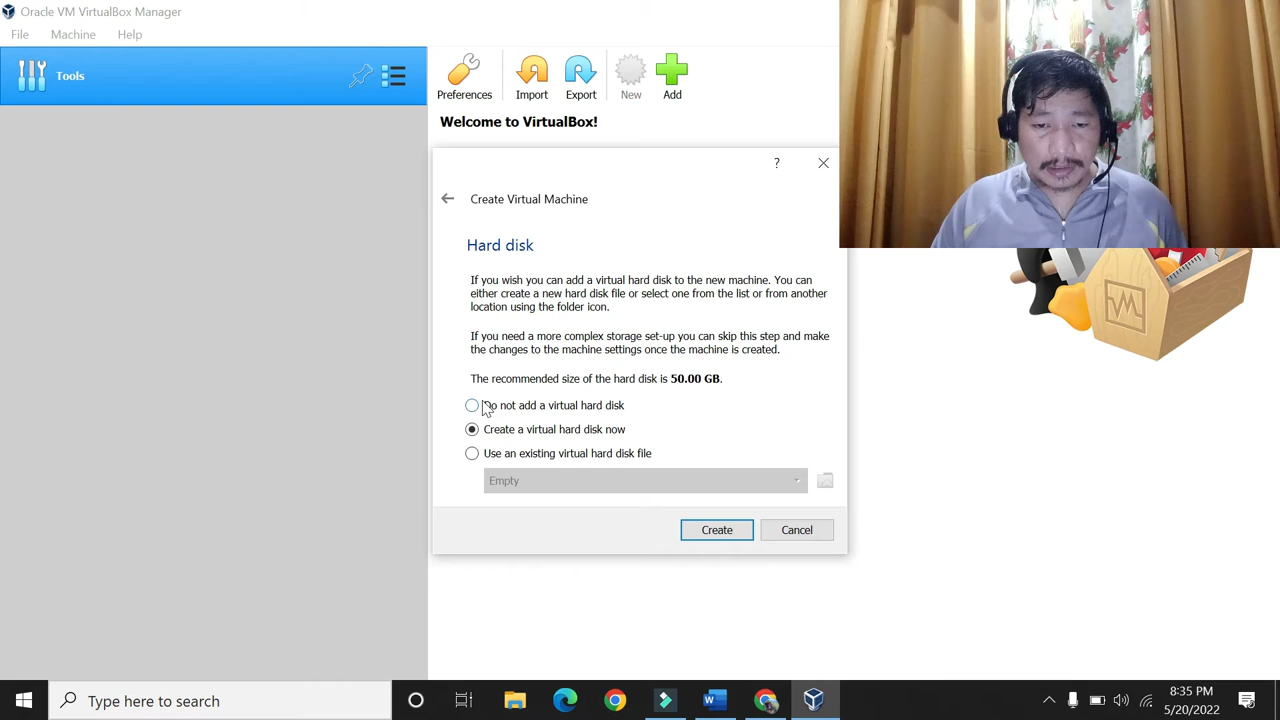 Oracle VM VirtualBox Manager
File Machine Help
Tools
Preferences Import Export New Add
Welcome to VirtualBox!
?
Create Virtual Machine
Hard disk
If you wish you can add a virtual hard disk to the new machine. You can
either create a new hard disk file or select one from the list or from another
location using the folder icon.
If you need a more complex storage set-up you can skip this step and make
the changes to the machine settings once the machine is created.
The recommended size of the hard disk is 50.00 GB.
Do not add a virtual hard disk
Create a virtual hard disk now
Use an existing virtual hard disk file
Empty
Create Cancel
Type here to search
8:35 PM
5/20/2022